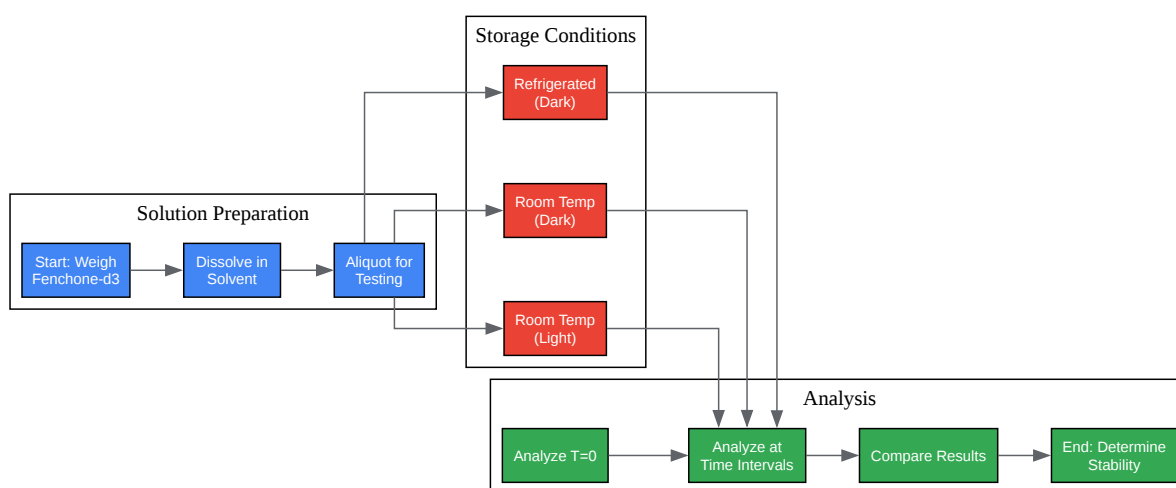 Storage Conditions
Refrigerated
(Dark)
Room Temp
(Dark)
Room Temp
(Light)
Solution Preparation
Start: Weigh
Fenchone-d3
Dissolve in
Solvent
Aliquot for
Testing
Analysis
Analyze T=0
Analyze at
Time Intervals
Compare Results
End: Determine
Stability